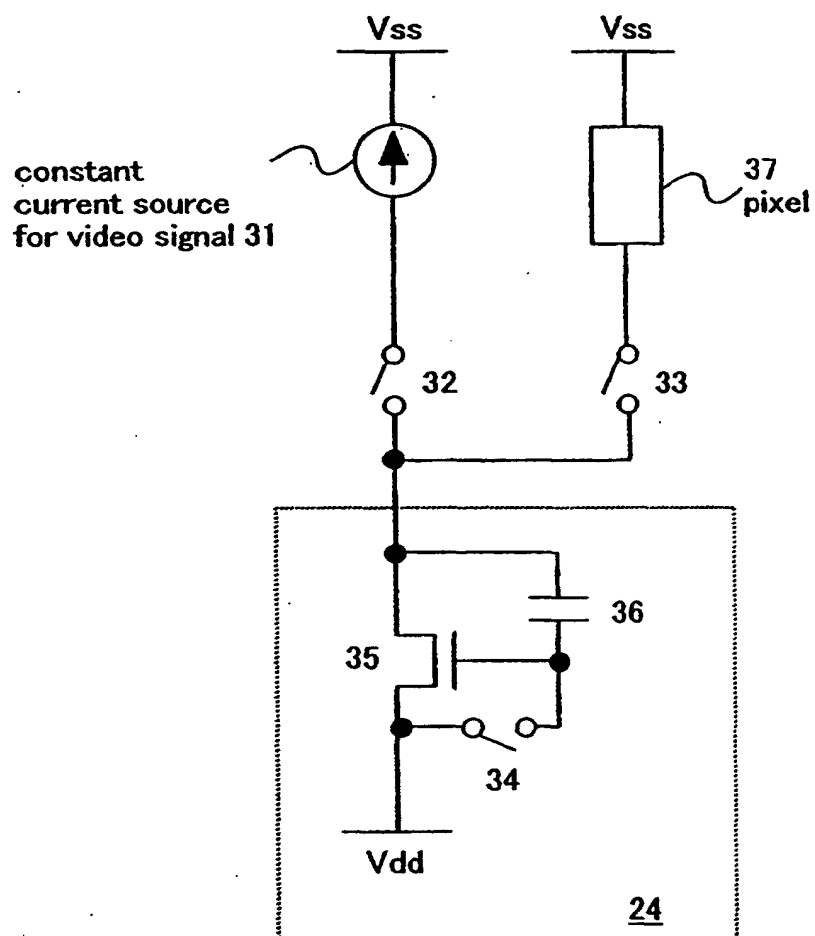 Vss
Vss
constant
current source
for video signal 31
37
pixel
32
33
36
35
34
Vdd
24